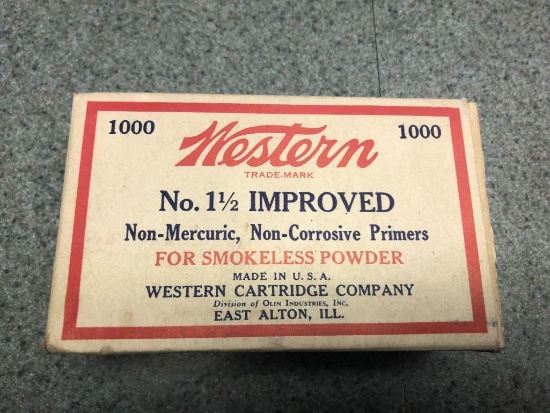 1000 Western 1000
TRADE-MARK
No. 1½ IMPROVED
Non-Mercuric, Non-Corrosive Primers
FOR SMOKELESS POWDER
MADE IN U. S. A.
WESTERN CARTRIDGE COMPANY
Division of OLIN INDUSTRIES, INC.
EAST ALTON, ILL.